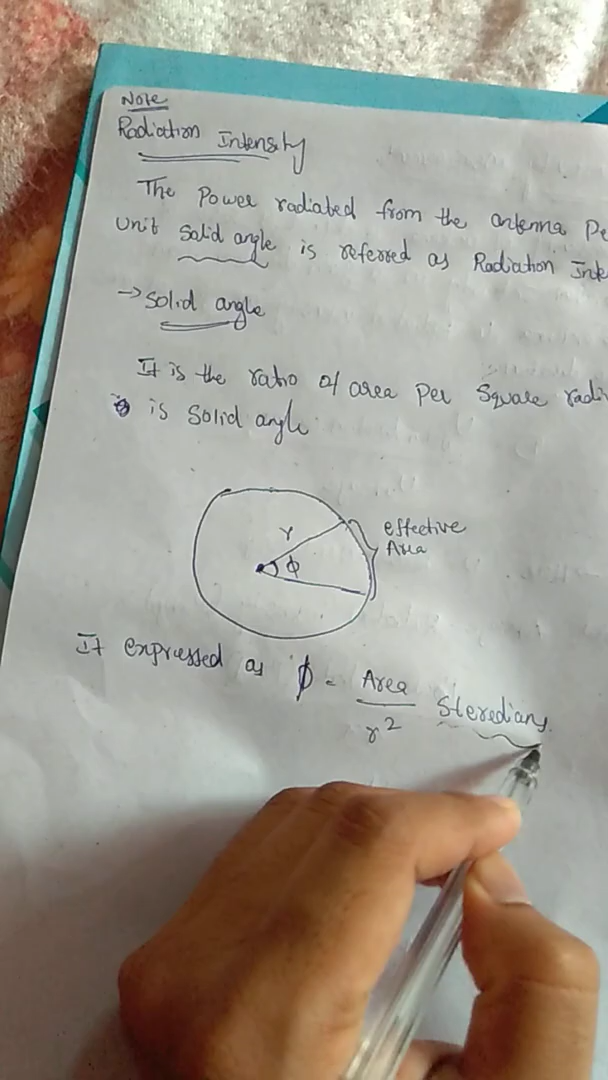 Note
Radiation Intensity
The Power radiated from the antenna Pe
Unit Solid angle is referred as Radiation Inte
→ Solid angle
It is the ratio of area per Square radi
is Solid angle
r
ϕ
effective
Area
It expressed as ϕ = Area
r²
Steredians.